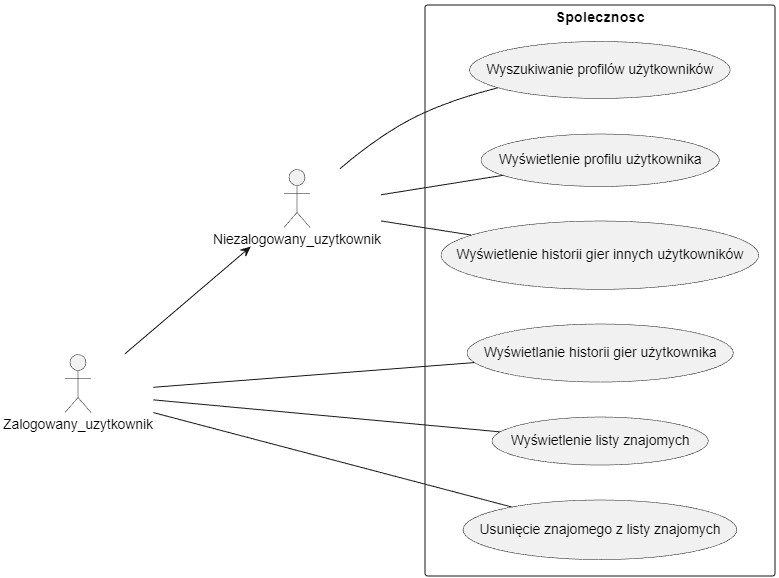 Spolecznosc
Wyszukiwanie profilów użytkowników
Wyświetlenie profilu użytkownika
Niezalogowany_uzytkownik
Wyświetlenie historii gier innych użytkowników
Wyświetlanie historii gier użytkownika
Zalogowany_uzytkownik
Wyświetlenie listy znajomych
Usunięcie znajomego z listy znajomych